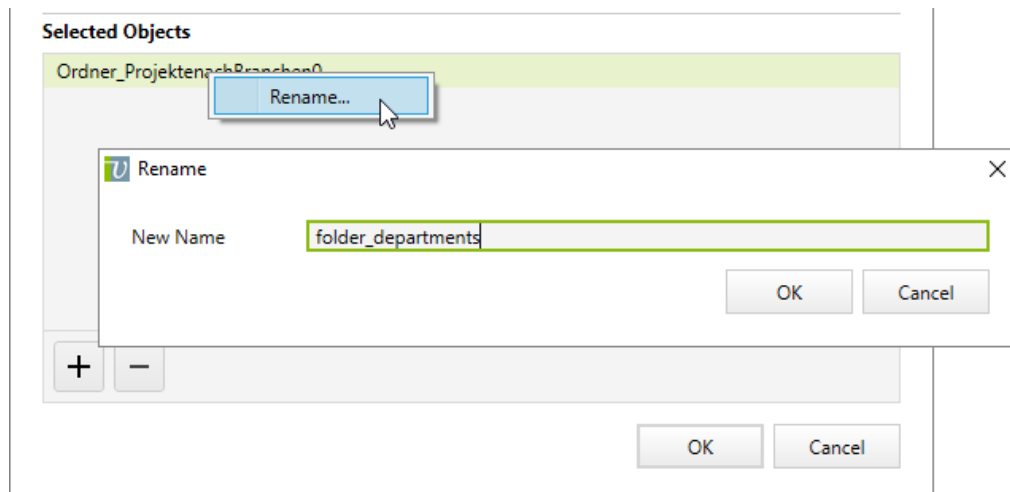 Selected Objects
Ordner_ProjektenachBranchen0
Rename...
Rename
New Name
folder_departments
OK
Cancel
OK
Cancel